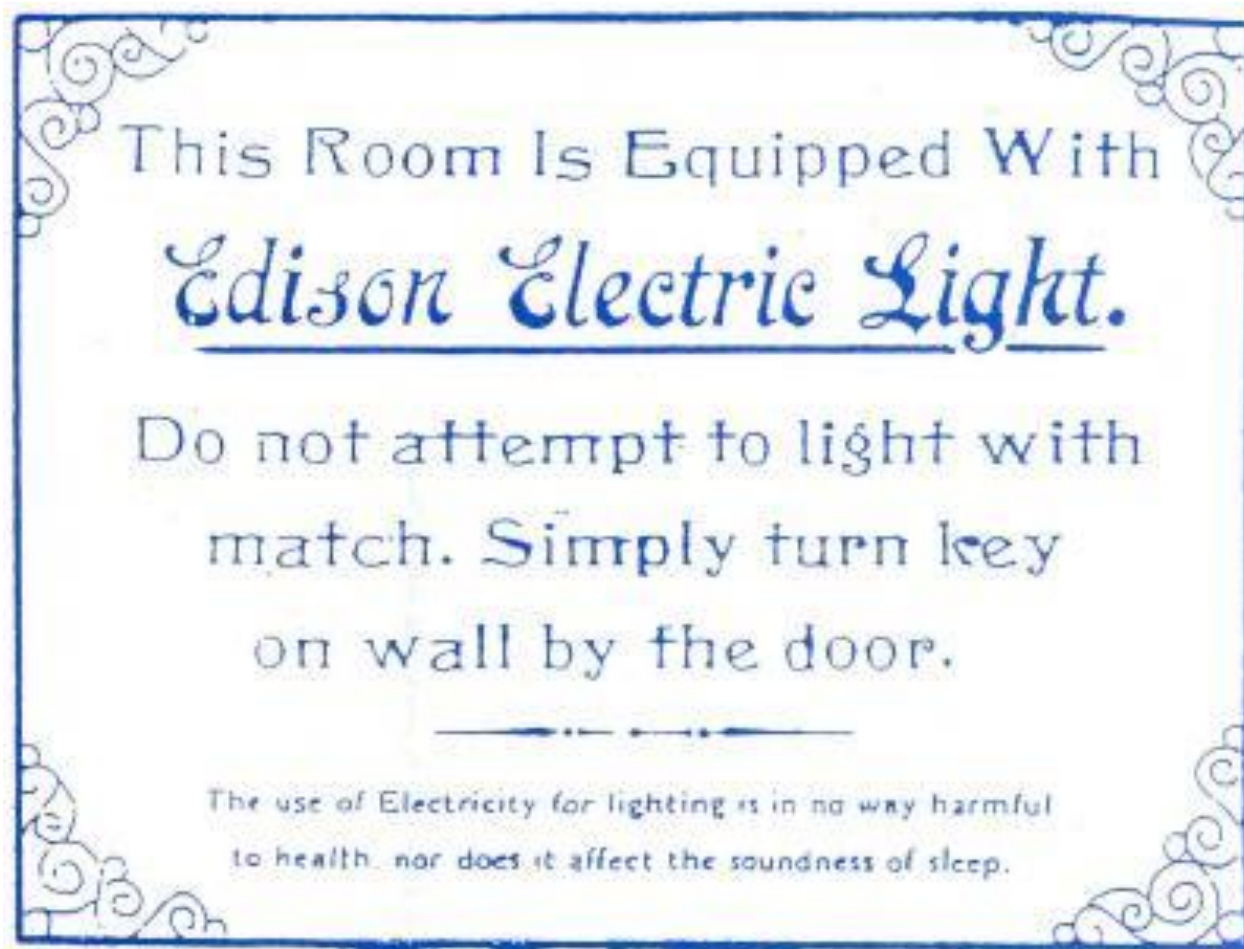 This Room Is Equipped With
Edison Electric Light.
Do not attempt to light with
match. Simply turn key
on wall by the door.
The use of Electricity for lighting is in no way harmful
to health, nor does it affect the soundness of sleep.